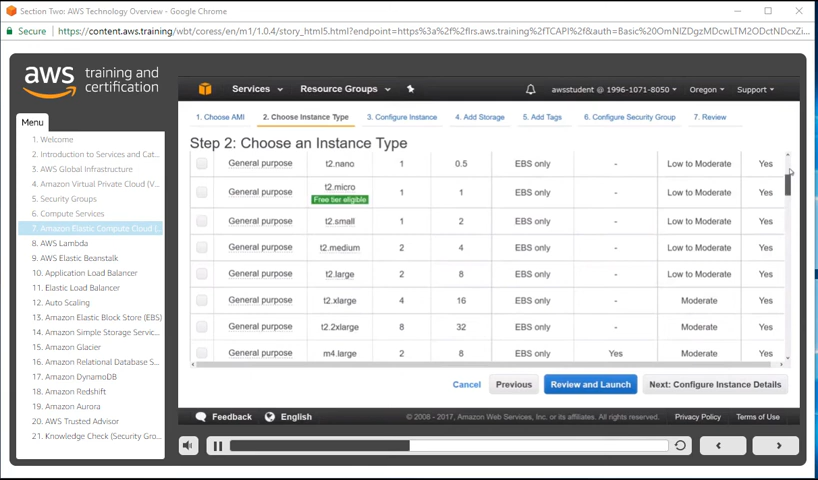 Section Two: AWS Technology Overview - Google Chrome
Secure https://content.aws.training/wbt/coress/en/m1/1.0.4/story_html5.html?endpoint=https%3a%2f%2flrs.aws.training%2fTCAPI%2f&auth=Basic%20OmNlZDgzMDcwLTM2ODctNDcxZi...
aws training and certification
Services Resource Groups awsstudent @ 1996-1071-8050 Oregon Support
1. Choose AMI 2. Choose Instance Type 3. Configure Instance 4. Add Storage 5. Add Tags 6. Configure Security Group 7. Review
Menu
1. Welcome
2. Introduction to Services and Cat...
3. AWS Global Infrastructure
4. Amazon Virtual Private Cloud (V...
5. Security Groups
6. Compute Services
7. Amazon Elastic Compute Cloud (...
8. AWS Lambda
9. AWS Elastic Beanstalk
10. Application Load Balancer
11. Elastic Load Balancer
12. Auto Scaling
13. Amazon Elastic Block Store (EBS)
14. Amazon Simple Storage Servic...
15. Amazon Glacier
16. Amazon Relational Database S...
17. Amazon DynamoDB
18. Amazon Redshift
19. Amazon Aurora
20. AWS Trusted Advisor
21. Knowledge Check (Security Gro...
Step 2: Choose an Instance Type
General purpose t2.nano 1 0.5 EBS only - Low to Moderate Yes
General purpose t2.micro 1 1 EBS only - Low to Moderate Yes
Free tier eligible
General purpose t2.small 1 2 EBS only - Low to Moderate Yes
General purpose t2.medium 2 4 EBS only - Low to Moderate Yes
General purpose t2.large 2 8 EBS only - Low to Moderate Yes
General purpose t2.xlarge 4 16 EBS only - Moderate Yes
General purpose t2.2xlarge 8 32 EBS only - Moderate Yes
General purpose m4.large 2 8 EBS only Yes Moderate Yes
Cancel Previous Review and Launch Next: Configure Instance Details
Feedback English © 2008 - 2017, Amazon Web Services, Inc. or its affiliates. All rights reserved. Privacy Policy Terms of Use